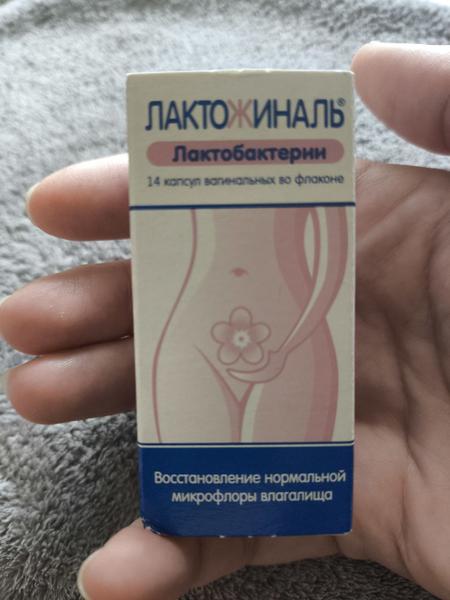 ЛАКТОЖИНАЛЬ®
Лактобактерии
14 капсул вагинальных во флаконе
Восстановление нормальной
микрофлоры влагалища